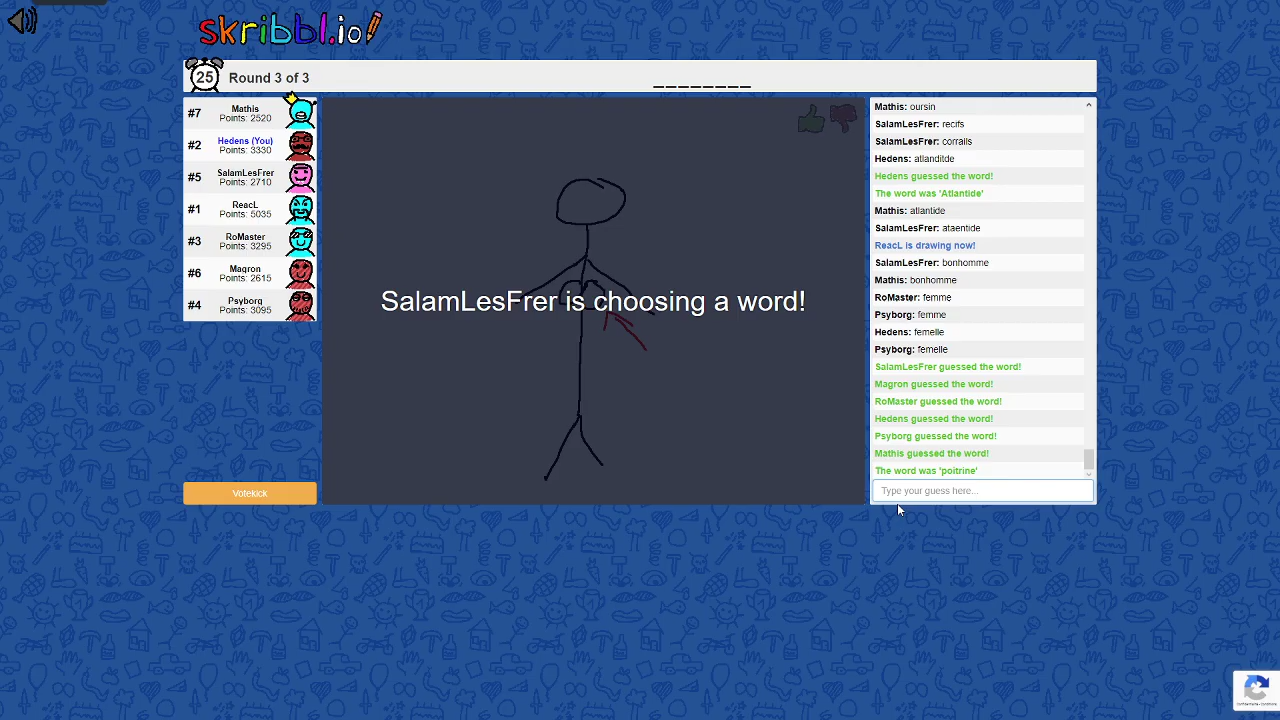 skribbl.io
25
Round 3 of 3
________
#7
Mathis
Points: 2520
#2
Hedens (You)
Points: 3330
#5
SalamLesFrer
Points: 2710
#1
ReacL
Points: 5035
#3
RoMaster
Points: 3295
#6
Magron
Points: 2615
#4
Psyborg
Points: 3095
Votekick
SalamLesFrer is choosing a word!
Mathis: oursin
SalamLesFrer: recifs
SalamLesFrer: corrails
Hedens: atlanditde
Hedens guessed the word!
The word was 'Atlantide'
Mathis: atlantide
SalamLesFrer: ataentide
ReacL is drawing now!
SalamLesFrer: bonhomme
Mathis: bonhomme
RoMaster: femme
Psyborg: femme
Hedens: femelle
Psyborg: femelle
SalamLesFrer guessed the word!
Magron guessed the word!
RoMaster guessed the word!
Hedens guessed the word!
Psyborg guessed the word!
Mathis guessed the word!
The word was 'poitrine'
Type your guess here...